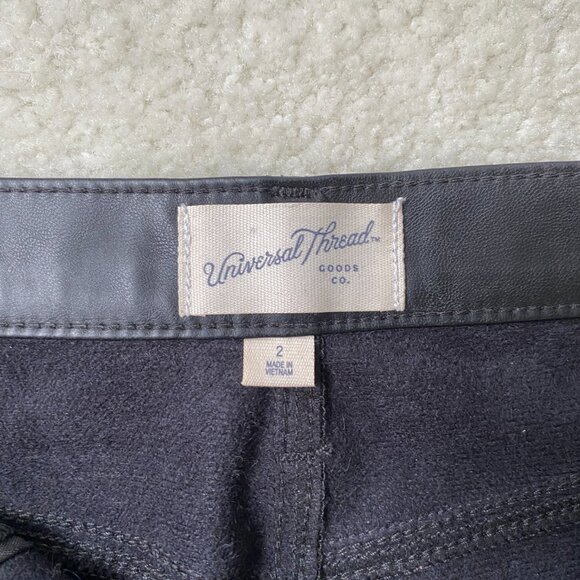 Universal Thread™
GOODS
CO.
2
MADE IN
VIETNAM